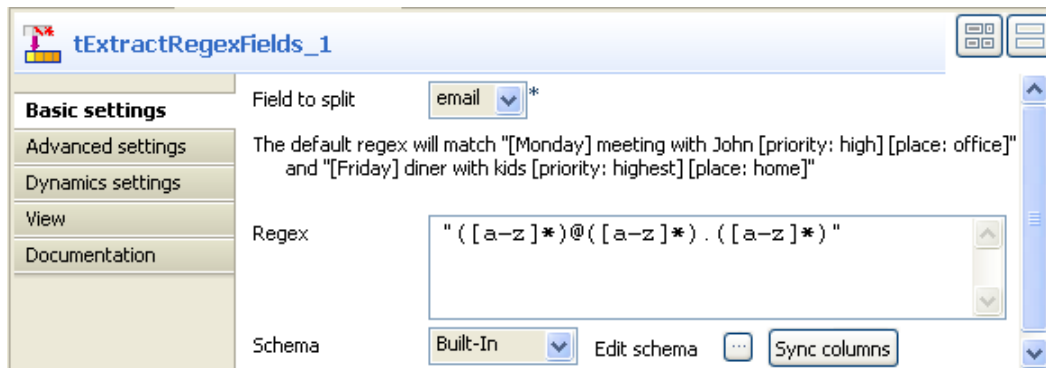 tExtractRegexFields_1
Basic settings
Advanced settings
Dynamics settings
View
Documentation
Field to split email *
The default regex will match "[Monday] meeting with John [priority: high] [place: office]"
and "[Friday] diner with kids [priority: highest] [place: home]"
Regex "([a-z]*)@([a-z]*).([a-z]*)"
Schema Built-In Edit schema ... Sync columns